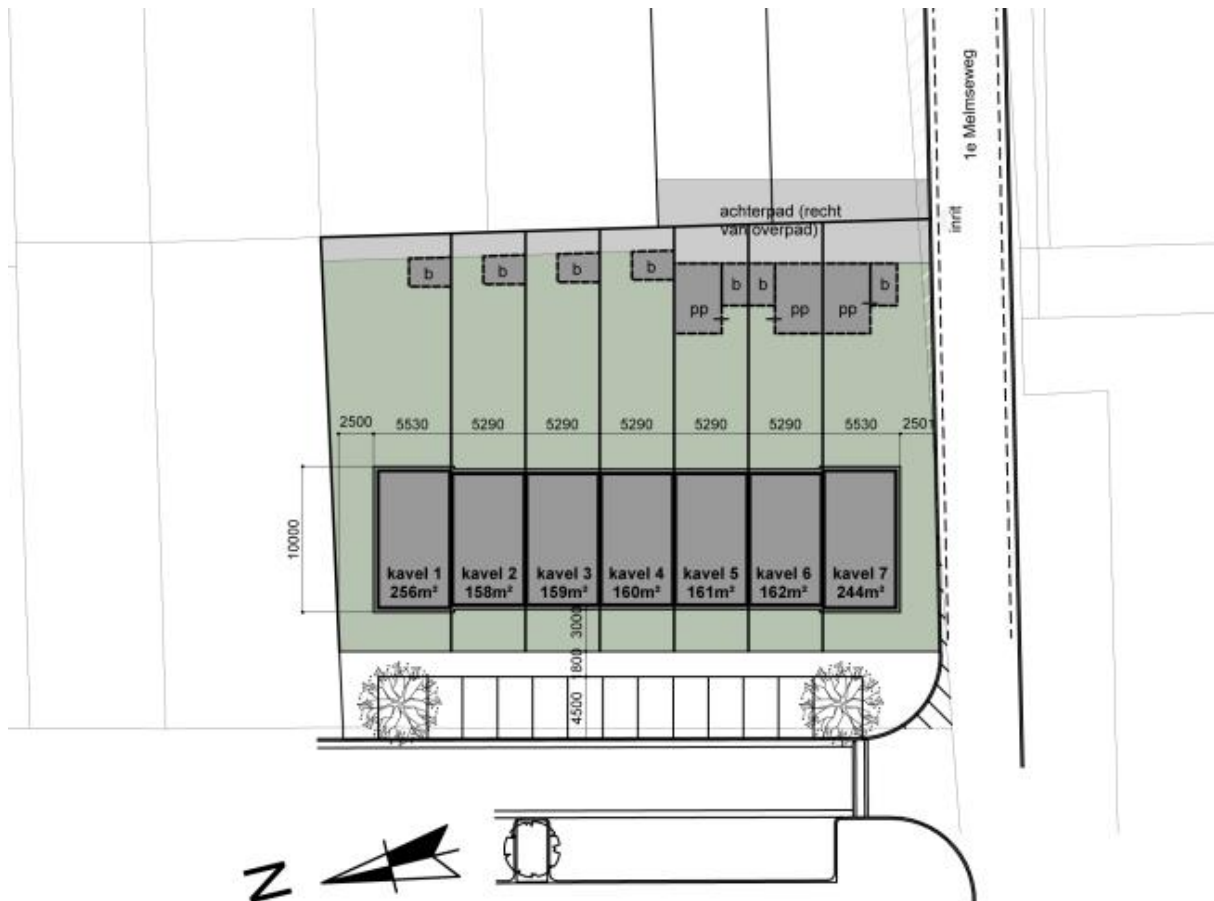 1e Meimseweg
inrit
achterpad (recht
van overpad)
b
b
b
b
b
b
b
pp
pp
pp
2500
5530
5290
5290
5290
5290
5290
5530
2501
10000
kavel 1
256m²
kavel 2
158m²
kavel 3
159m²
kavel 4
160m²
kavel 5
161m²
kavel 6
162m²
kavel 7
244m²
3000
1800
4500
N